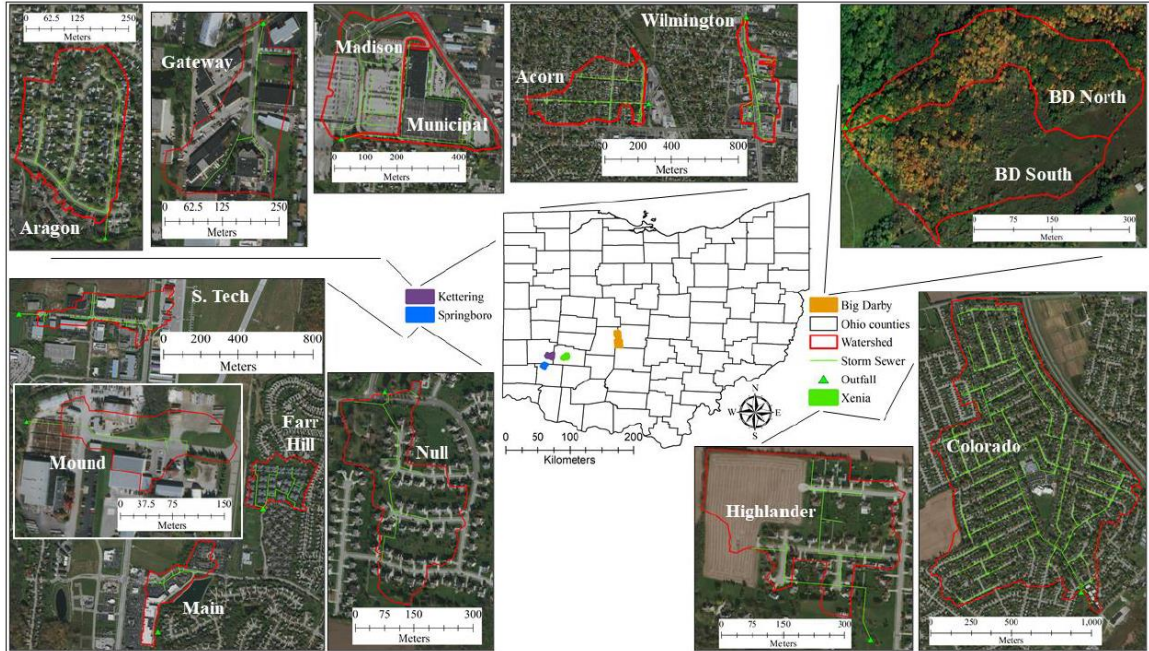 0 62.5 125 250
Meters
Aragon
Gateway
0 62.5 125 250
Meters
Madison
Municipal
0 100 200 400
Meters
Wilmington
Acorn
0 200 400 800
Meters
BD North
BD South
0 75 150 300
Meters
S. Tech
0 200 400 600 800
Meters
Mound
0 37.5 75 150
Meters
Farr
Hill
Main
Null
0 75 150 300
Meters
Kettering
Springboro
0 50 100 200
Kilometers
N
W E
S
Big Darby
Ohio counties
Watershed
Storm Sewer
Outfall
Xenia
Highlander
0 75 150 300
Meters
Colorado
0 250 500 1,000
Meters